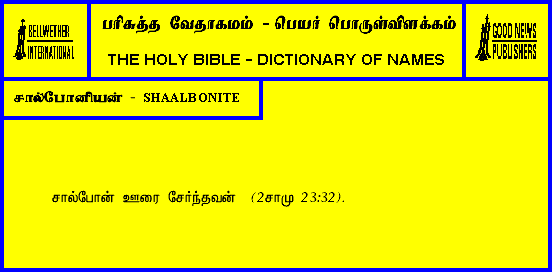 BELLWETHER
INTERNATIONAL
பரிசுத்த வேதாகமம் - பெயர் பொருள்விளக்கம்
THE HOLY BIBLE - DICTIONARY OF NAMES
GOOD NEWS
PUBLISHERS
சால்போனியன் - SHAALBONITE
சால்போன் ஊரை சேர்ந்தவன் (2சாமு 23:32).